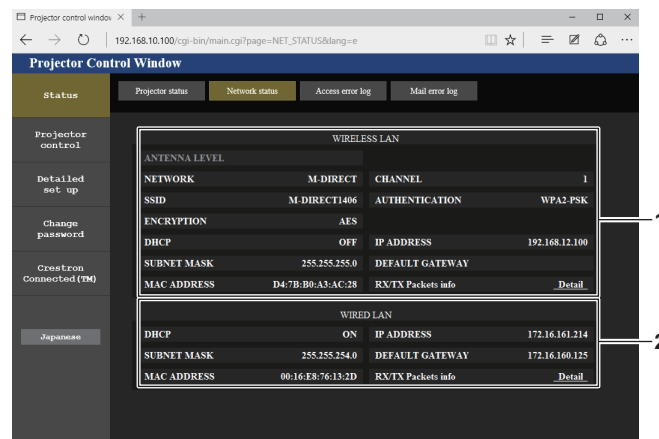 Projector control windov
192.168.10.100/cgi-bin/main.cgi?page=NET_STATUS&lang=e
Projector Control Window
Status
Projector status
Network status
Access error log
Mail error log
Projector
control
Detailed
set up
Change
password
Crestron
Connected(TM)
Japanese
WIRELESS LAN
ANTENNA LEVEL
NETWORK M-DIRECT CHANNEL 1
SSID M-DIRECT1406 AUTHENTICATION WPA2-PSK
ENCRYPTION AES
DHCP OFF IP ADDRESS 192.168.12.100
SUBNET MASK 255.255.255.0 DEFAULT GATEWAY
MAC ADDRESS D4:7B:B0:A3:AC:28 RX/TX Packets info Detail
1
WIRED LAN
DHCP ON IP ADDRESS 172.16.161.214
SUBNET MASK 255.255.254.0 DEFAULT GATEWAY 172.16.160.125
MAC ADDRESS 00:16:E8:76:13:2D RX/TX Packets info Detail
2